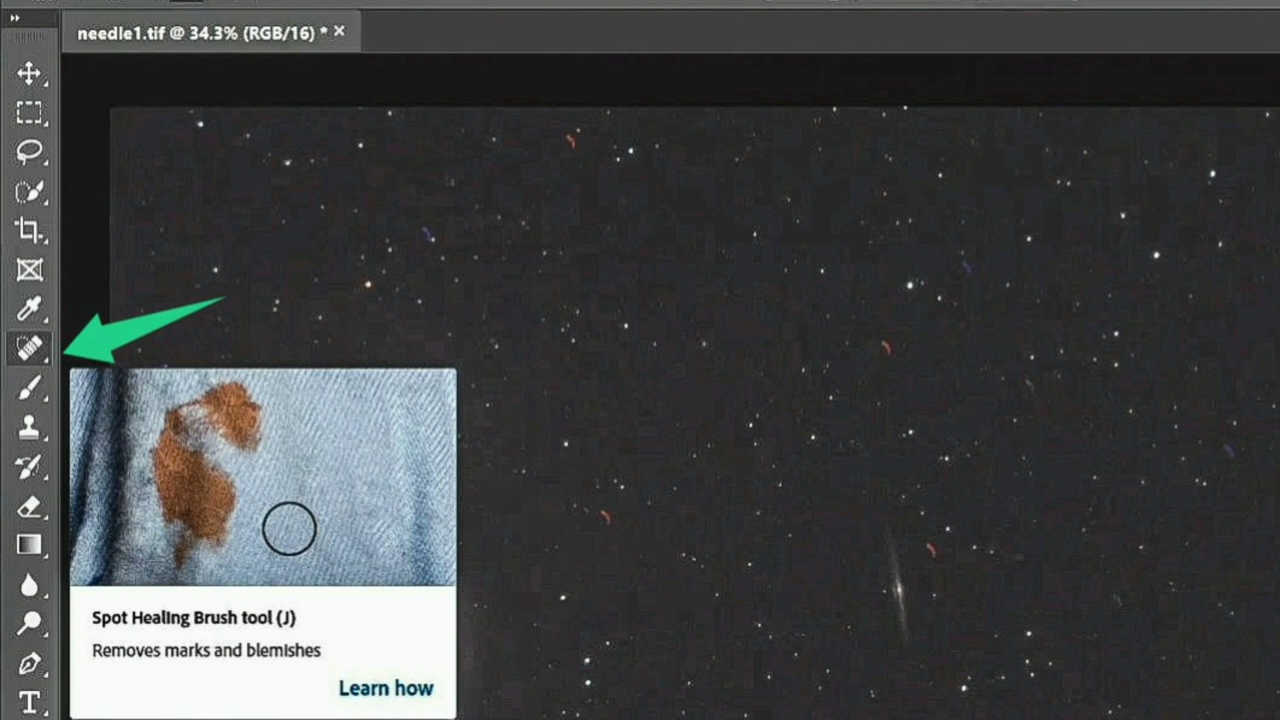 needle1.tif @ 34.3% (RGB/16) * ×
Spot Healing Brush tool (J)
Removes marks and blemishes
Learn how
T